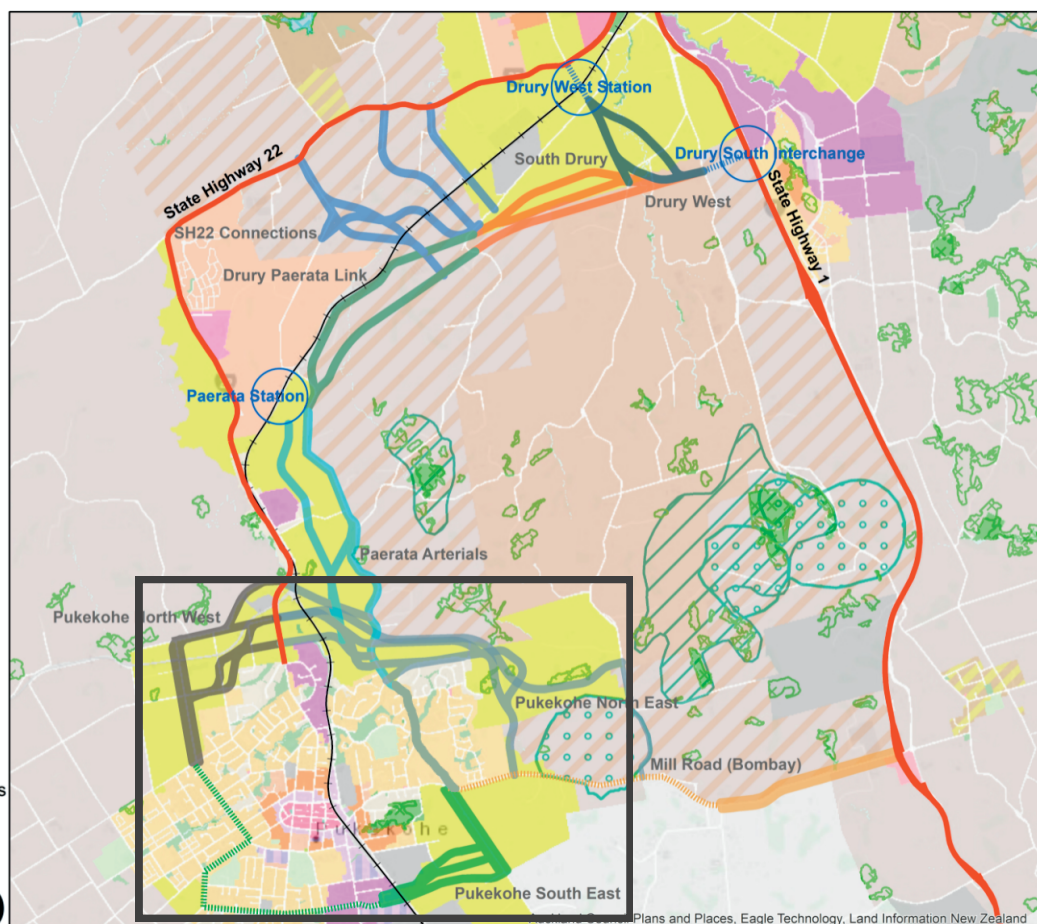 Drury West Station
State Highway 22
South Drury
Drury South Interchange
Drury West
State Highway 1
SH22 Connections
Drury Paerata Link
Paerata Station
Paerata Arterials
Pukekohe North West
Pukekohe North East
Mill Road (Bombay)
s
Pukekohe
Pukekohe South East
Plans and Places, Eagle Technology, Land Information New Zealand